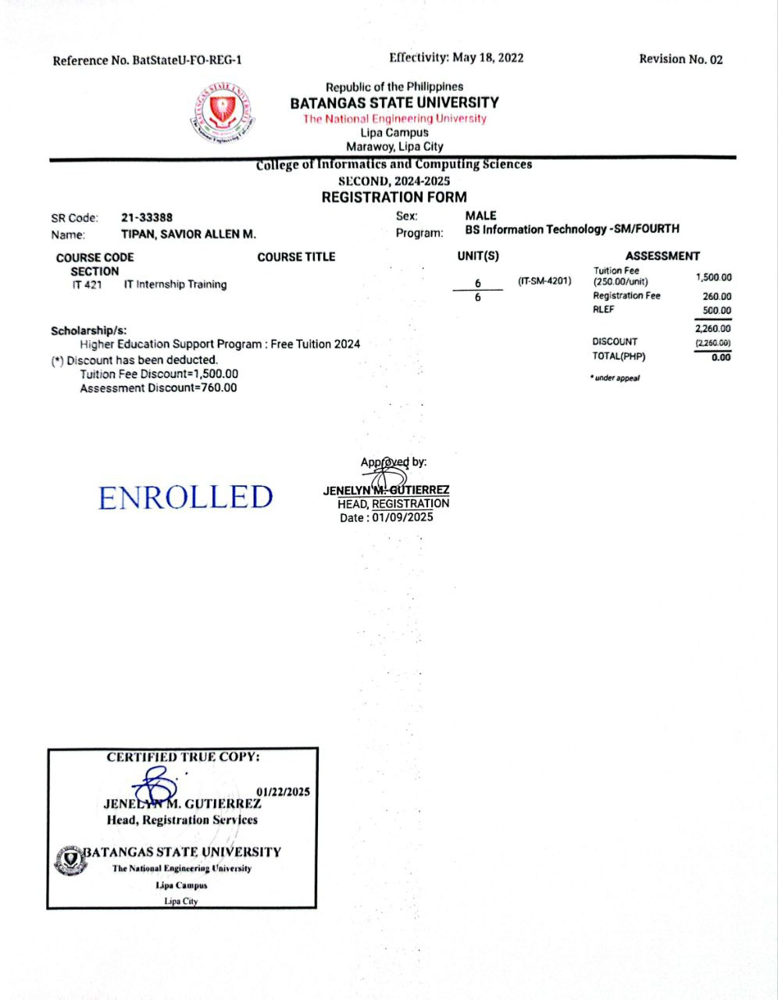 Reference No. BatStateU-FO-REG-1 Effectivity: May 18, 2022 Revision No. 02
Republic of the Philippines
BATANGAS STATE UNIVERSITY
The National Engineering University
Lipa Campus
Marawoy, Lipa City
College of Informatics and Computing Sciences
SECOND, 2024-2025
REGISTRATION FORM
SR Code: 21-33388 Sex: MALE
Name: TIPAN, SAVIOR ALLEN M. Program: BS Information Technology -SM/FOURTH
COURSE CODE COURSE TITLE UNIT(S) ASSESSMENT
SECTION
IT 421 IT Internship Training 6 (IT-SM-4201)
6
Tuition Fee
(250.00/unit) 1,500.00
Registration Fee 260.00
RLEF 500.00
2,260.00
DISCOUNT (2,260.00)
TOTAL(PHP) 0.00
* under appeal
Scholarship/s:
Higher Education Support Program : Free Tuition 2024
(*) Discount has been deducted.
Tuition Fee Discount=1,500.00
Assessment Discount=760.00
ENROLLED
Approved by:
JENELYN M. GUTIERREZ
HEAD, REGISTRATION
Date : 01/09/2025
CERTIFIED TRUE COPY:
01/22/2025
JENELYN M. GUTIERREZ
Head, Registration Services
BATANGAS STATE UNIVERSITY
The National Engineering University
Lipa Campus
Lipa City